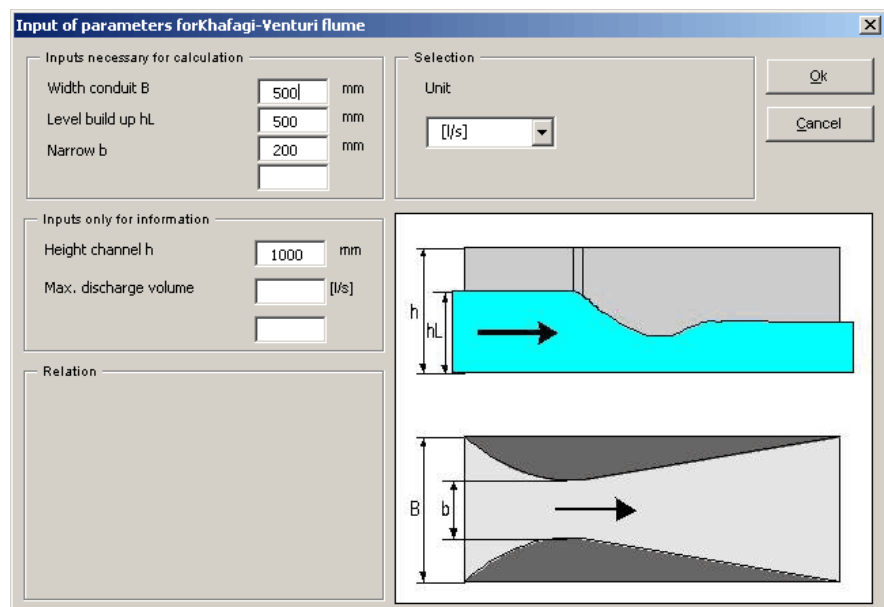 Input of parameters forKhafagi-Venturi flume
Inputs necessary for calculation
Width conduit B 500 mm
Level build up hL 500 mm
Narrow b 200 mm
Selection
Unit
[l/s]
Ok
Cancel
Inputs only for information
Height channel h 1000 mm
Max. discharge volume [l/s]
Relation
h
hL
B
b